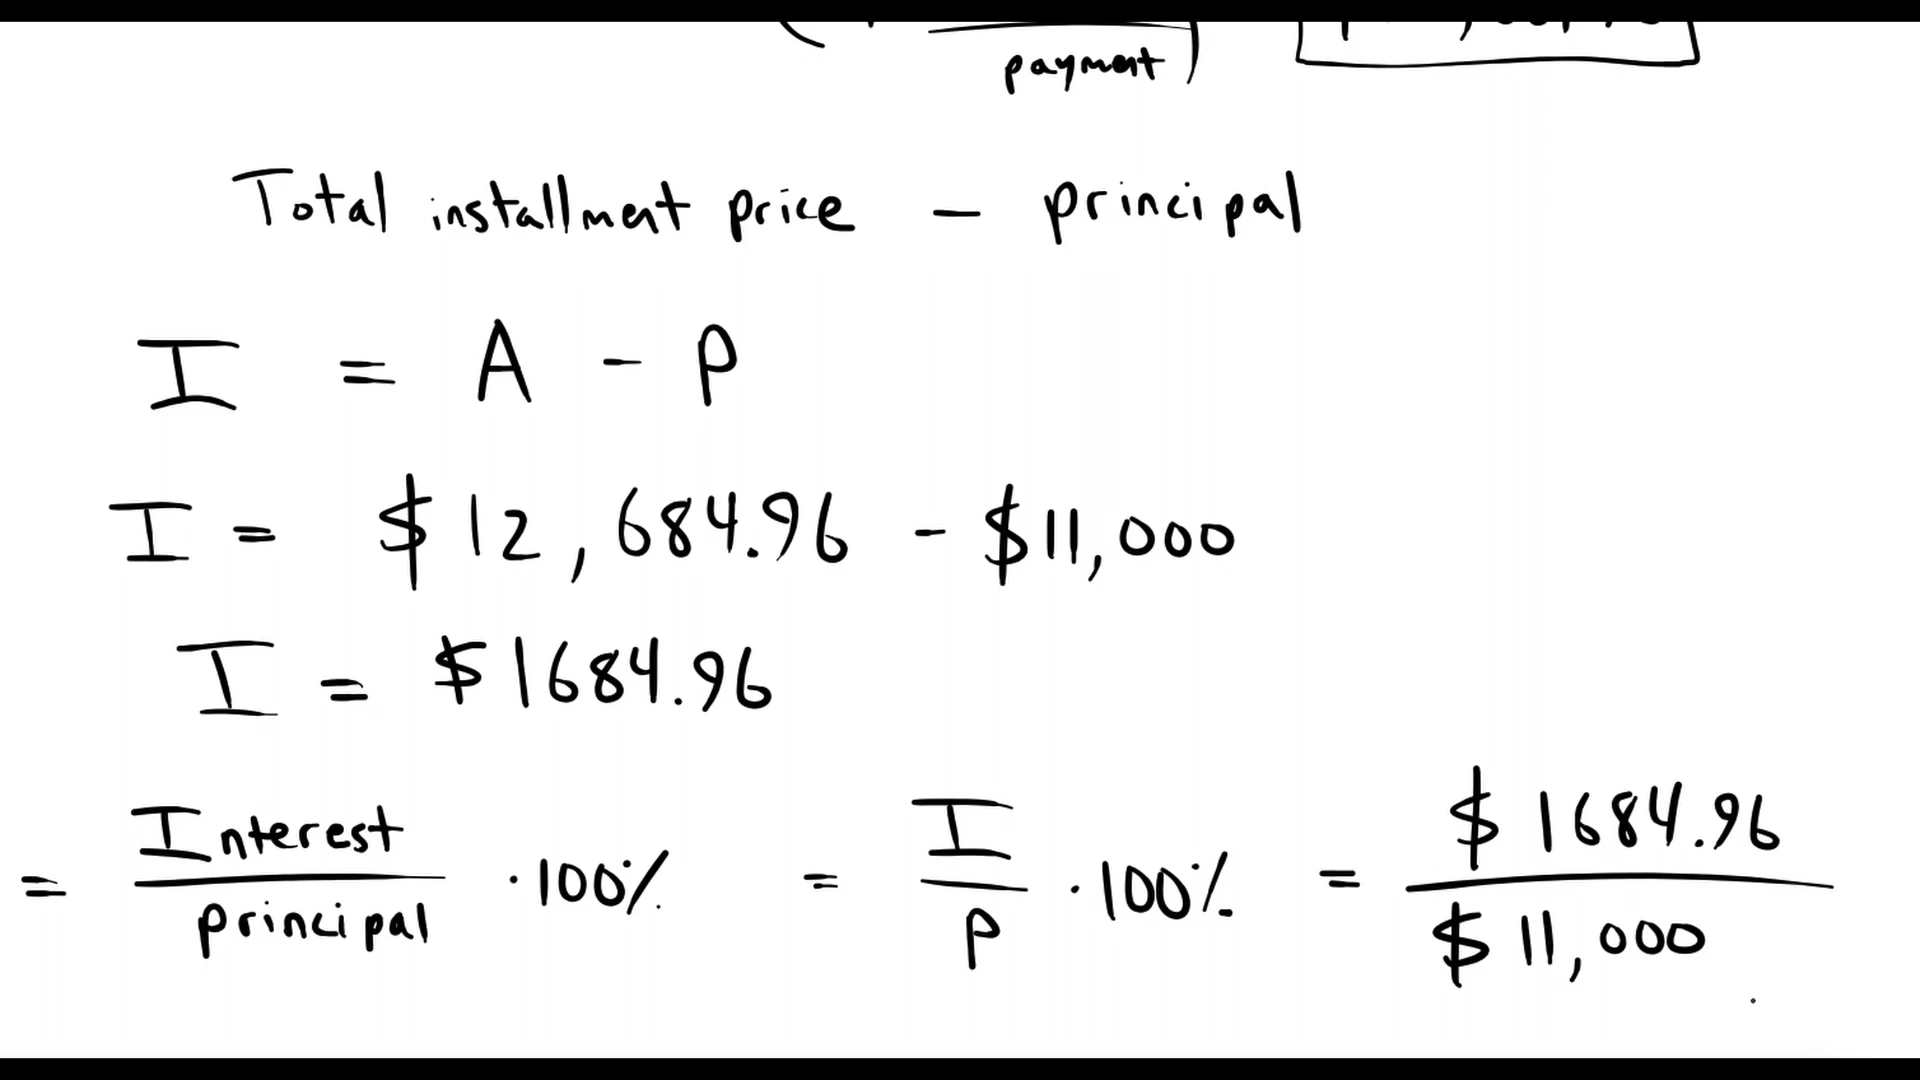 payment
Total installment price - principal
I = A - P
I = $12,684.96 - $11,000
I = $1684.96
= Interest / principal · 100% = I / P · 100% = $1684.96 / $11,000